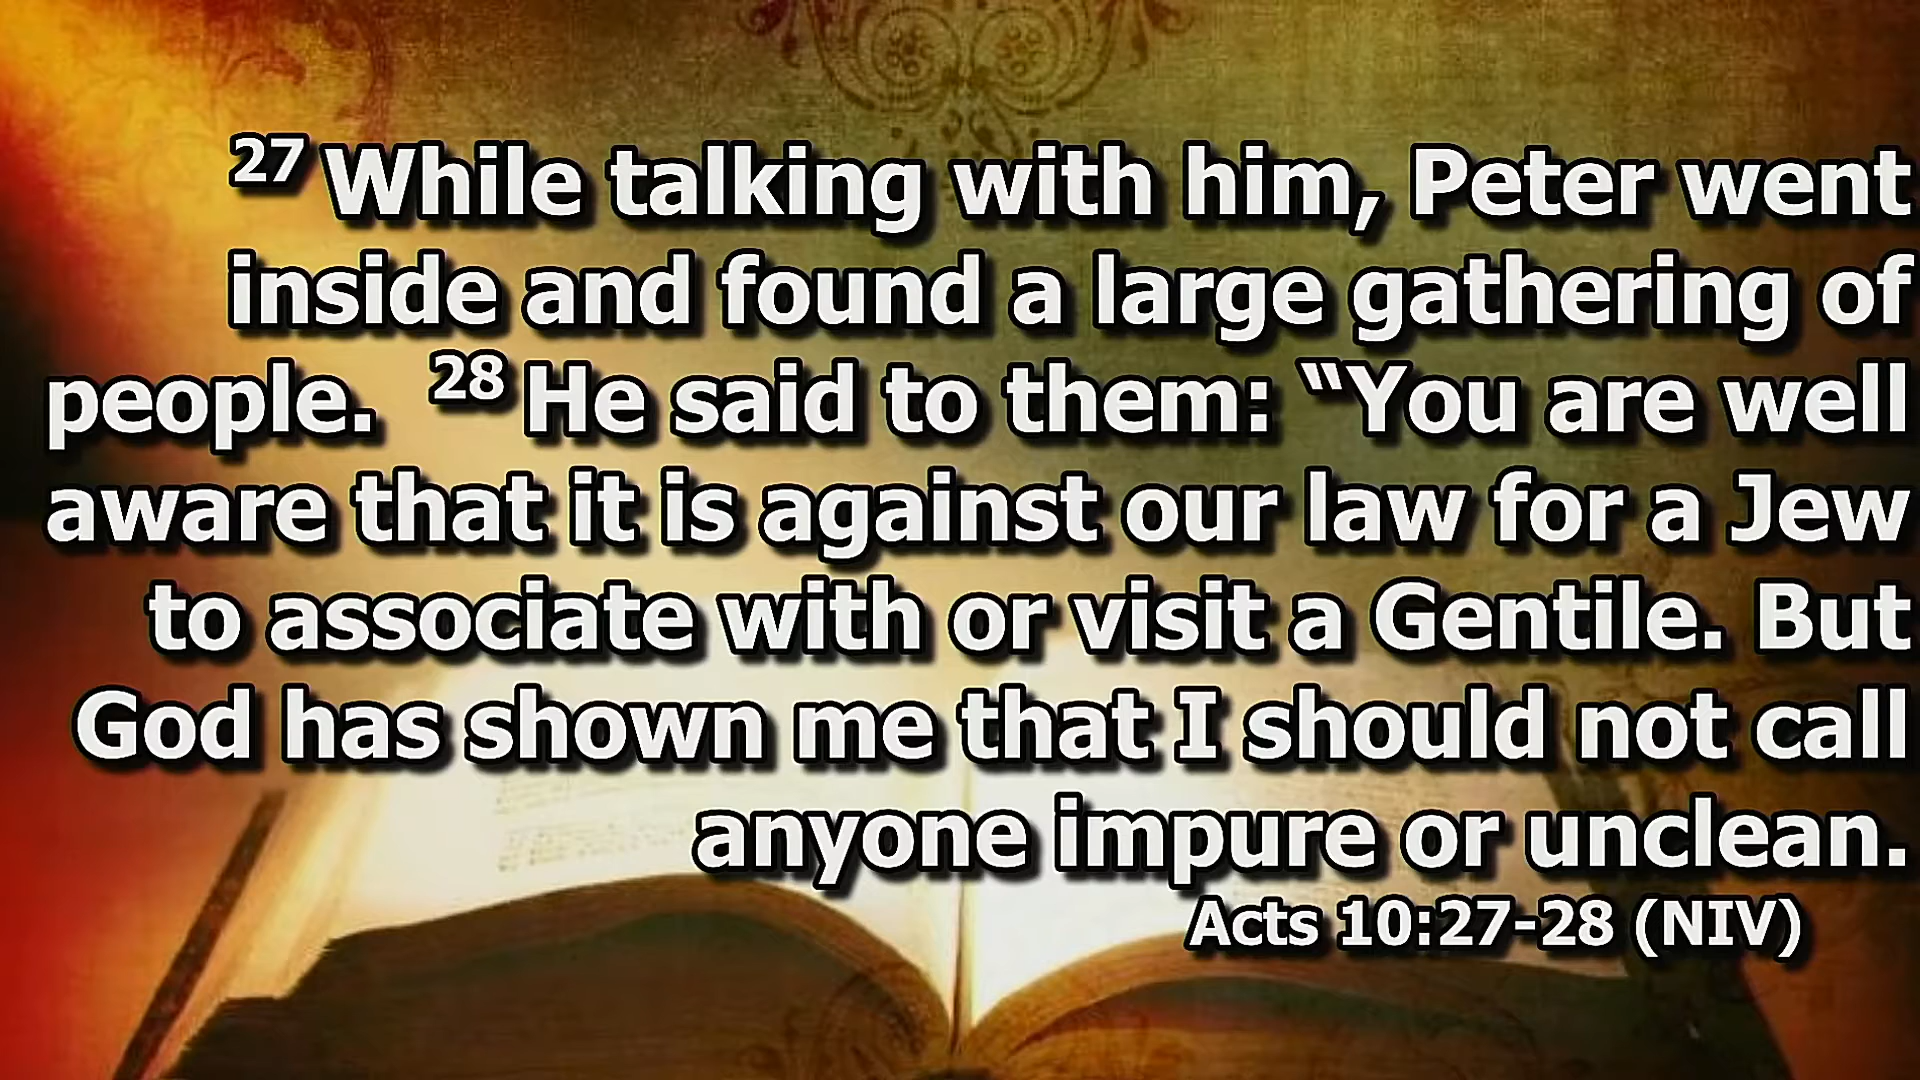 27 While talking with him, Peter went
inside and found a large gathering of
people. 28 He said to them: “You are well
aware that it is against our law for a Jew
to associate with or visit a Gentile. But
God has shown me that I should not call
anyone impure or unclean.
Acts 10:27-28 (NIV)